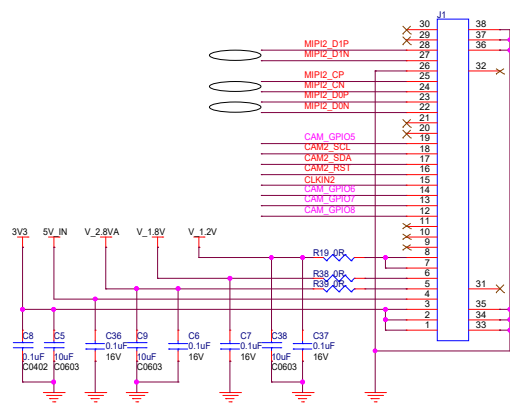 J1
30 38
29 37
MIPI2_D1P 28 36
MIPI2_D1N 27
26 32
MIPI2_CP 25
MIPI2_CN 24
MIPI2_D0P 23
MIPI2_D0N 22
21
20
CAM_GPIO5 19
CAM2_SCL 18
CAM2_SDA 17
CAM2_RST 16
CLKIN2 15
CAM_GPIO6 14
CAM_GPIO7 13
CAM_GPIO8 12
11
3V3 5V_IN V_2.8VA V_1.8V V_1.2V 10
9
R19 0R 8
7
R38 0R 6
R39 0R 5 31
4
3 35
2 34
1 33
C8 C5 C36 C9 C6 C7 C38 C37
0.1uF 10uF 0.1uF 10uF 0.1uF 0.1uF 10uF 0.1uF
C0402 C0603 16V C0603 16V 16V C0603 16V